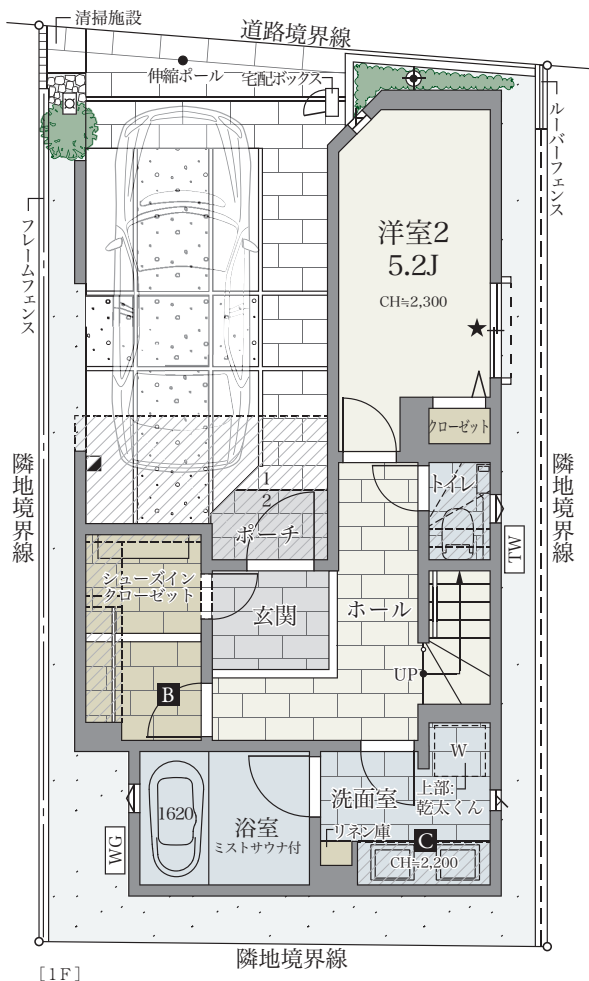 清掃施設
道路境界線
伸縮ポール
宅配ボックス
ルーバーフェンス
フレームフェンス
洋室2
5.2J
CH≒2,300
クローゼット
隣地境界線
隣地境界線
トイレ
1
2
ポーチ
TW
シューズイン
クローゼット
玄関
ホール
UP
B
W
上部:
乾太くん
洗面室
1620
浴室
ミストサウナ付
リネン庫
C
CH≒2,200
WG
隣地境界線
[1F]